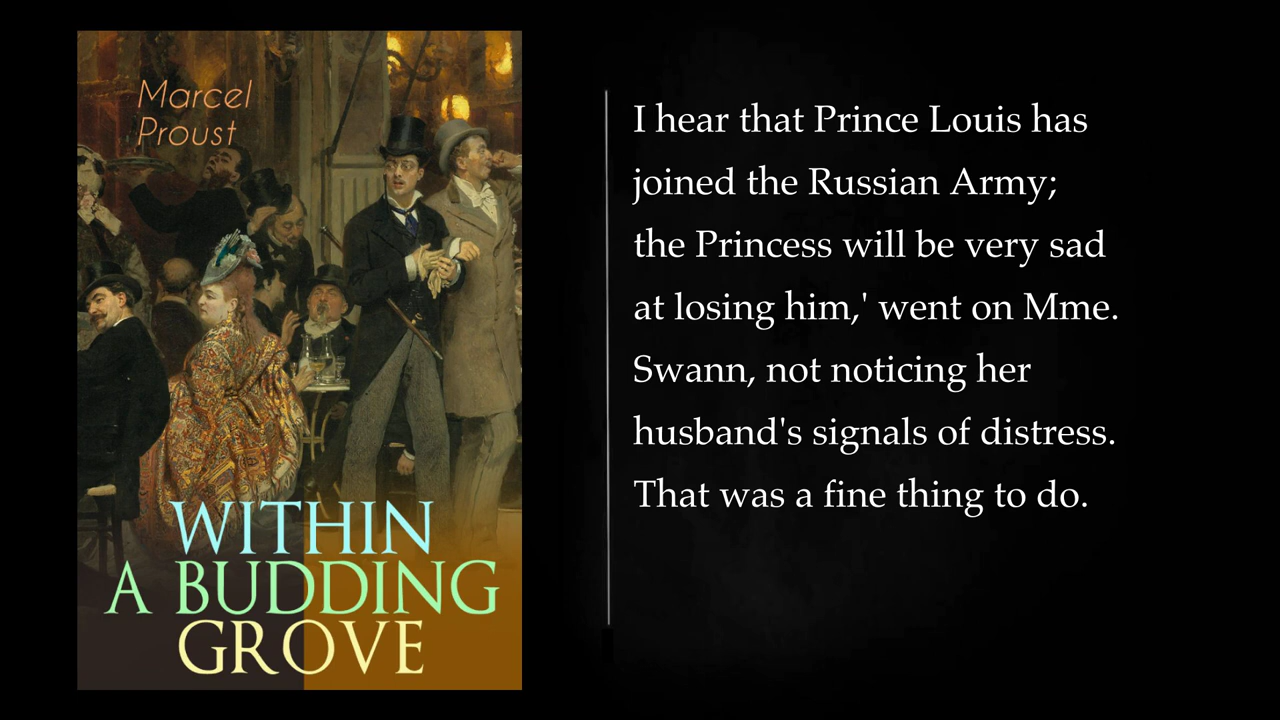 Marcel
Proust
WITHIN
A BUDDING
GROVE
I hear that Prince Louis has
joined the Russian Army;
the Princess will be very sad
at losing him,' went on Mme.
Swann, not noticing her
husband's signals of distress.
That was a fine thing to do.